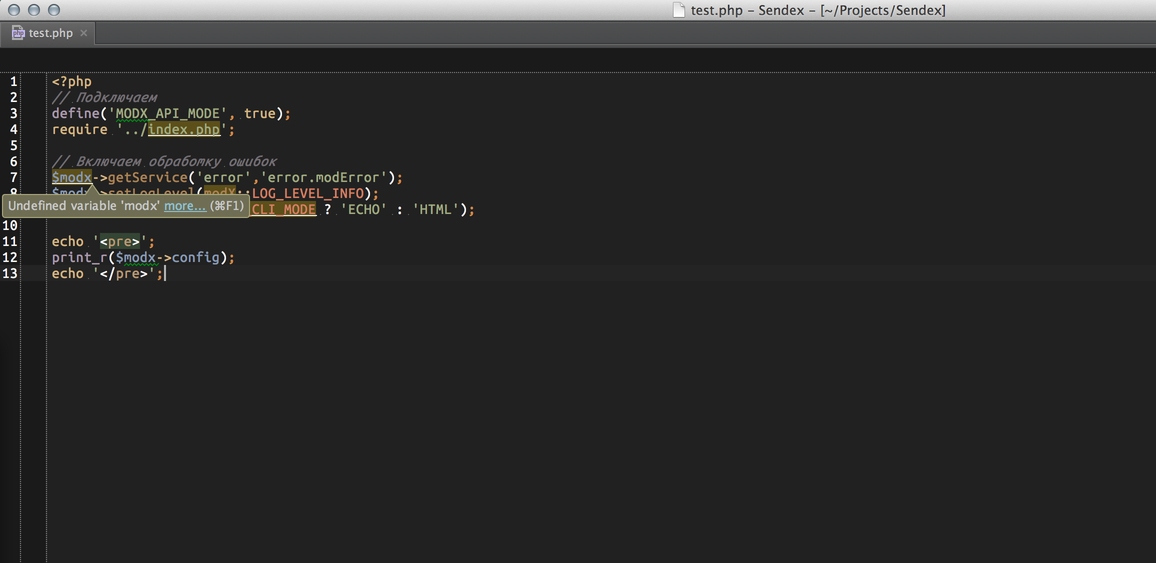 test.php – Sendex – [~/Projects/Sendex]
test.php
1 <?php
2 // Подключаем
3 define('MODX_API_MODE', true);
4 require '../index.php';
5
6 // Включаем обработку ошибок
7 $modx->getService('error','error.modError');
8 $modx->setLogLevel(modX::LOG_LEVEL_INFO);
Undefined variable 'modx' more... (⌘F1)
CLI_MODE ? 'ECHO' : 'HTML');
10
11 echo '<pre>';
12 print_r($modx->config);
13 echo '</pre>';